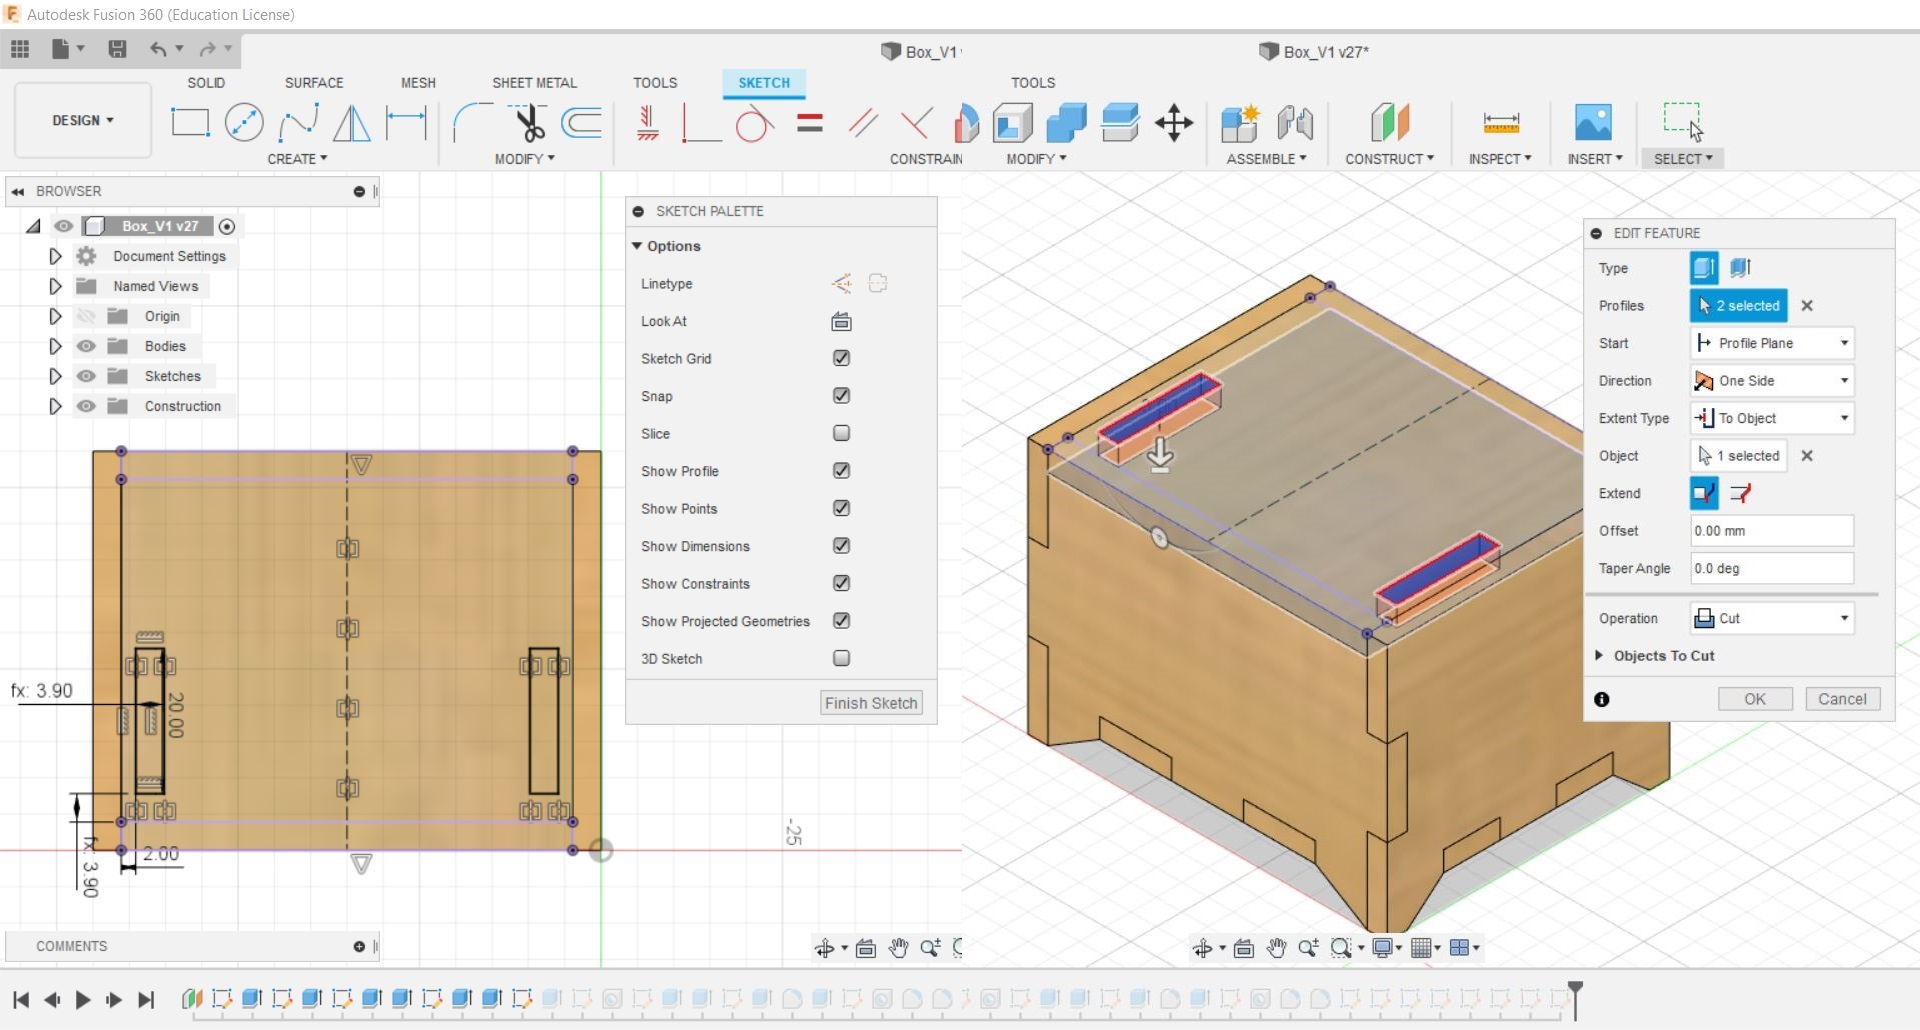 Autodesk Fusion 360 (Education License)
Box_V1
Box_V1 v27*
SOLID SURFACE MESH SHEET METAL TOOLS SKETCH TOOLS
DESIGN
CREATE MODIFY CONSTRAIN MODIFY ASSEMBLE CONSTRUCT INSPECT INSERT SELECT
BROWSER
Box_V1 v27
Document Settings
Named Views
Origin
Bodies
Sketches
Construction
SKETCH PALETTE
Options
Linetype
Look At
Sketch Grid
Snap
Slice
Show Profile
Show Points
Show Dimensions
Show Constraints
Show Projected Geometries
3D Sketch
Finish Sketch
fx: 3.90
20.00
2.00
fx: 3.90
-25
EDIT FEATURE
Type
Profiles 2 selected
Start Profile Plane
Direction One Side
Extent Type To Object
Object 1 selected
Extend
Offset 0.00 mm
Taper Angle 0.0 deg
Operation Cut
Objects To Cut
OK Cancel
COMMENTS